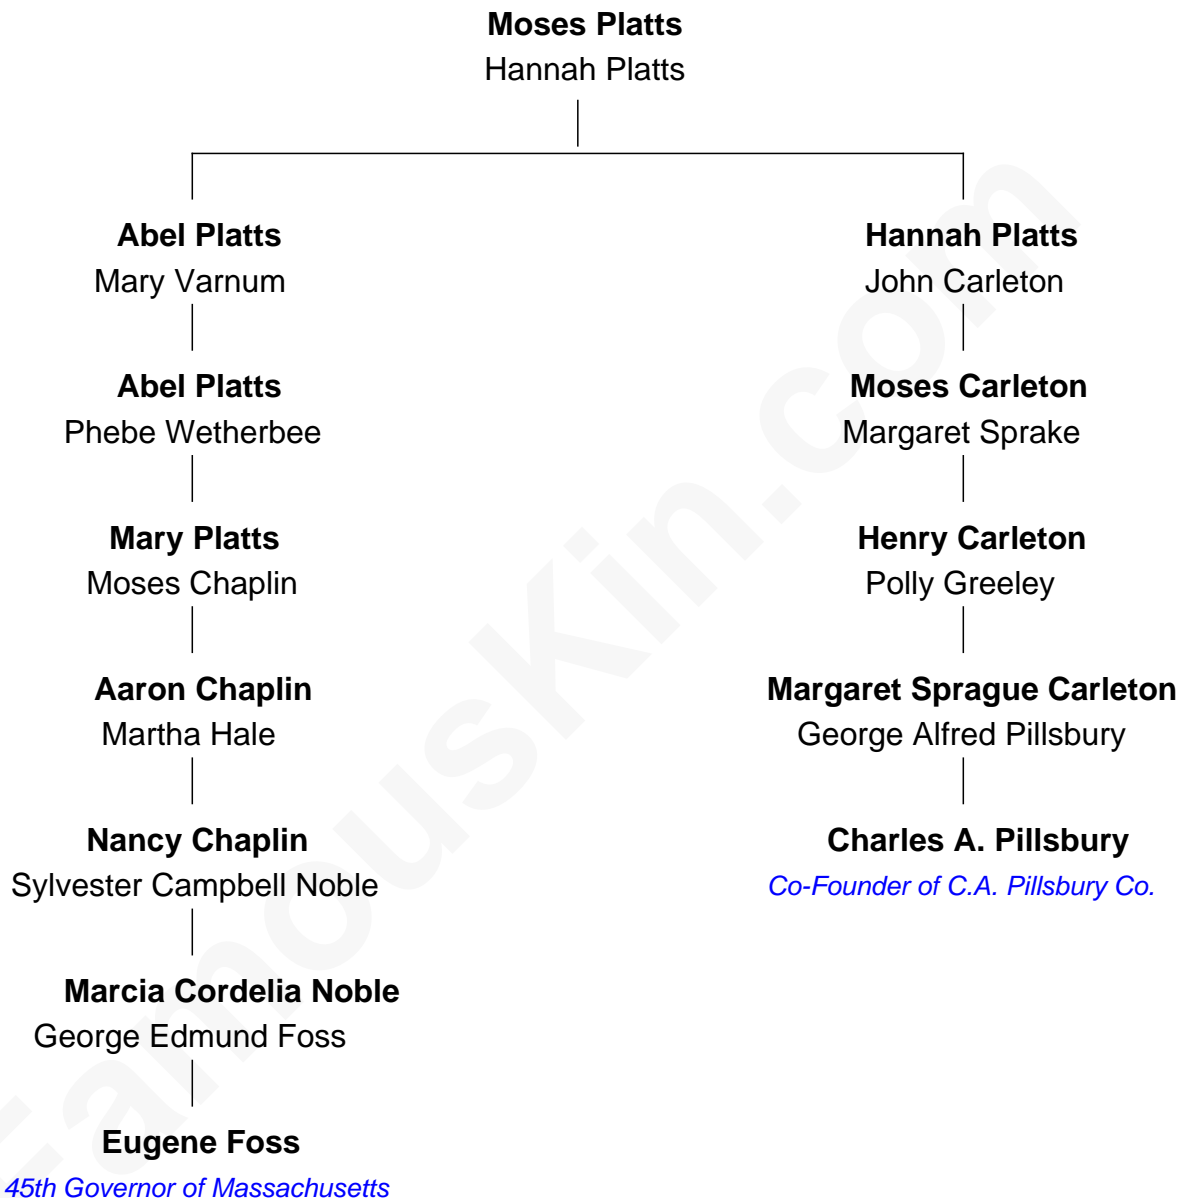 Moses Platts
Hannah Platts
Abel Platts
Mary Varnum
Hannah Platts
John Carleton
Abel Platts
Phebe Wetherbee
Moses Carleton
Margaret Sprake
Mary Platts
Moses Chaplin
Henry Carleton
Polly Greeley
Aaron Chaplin
Martha Hale
Margaret Sprague Carleton
George Alfred Pillsbury
Nancy Chaplin
Sylvester Campbell Noble
Charles A. Pillsbury
Co-Founder of C.A. Pillsbury Co.
Marcia Cordelia Noble
George Edmund Foss
Eugene Foss
45th Governor of Massachusetts
FamousKin.com